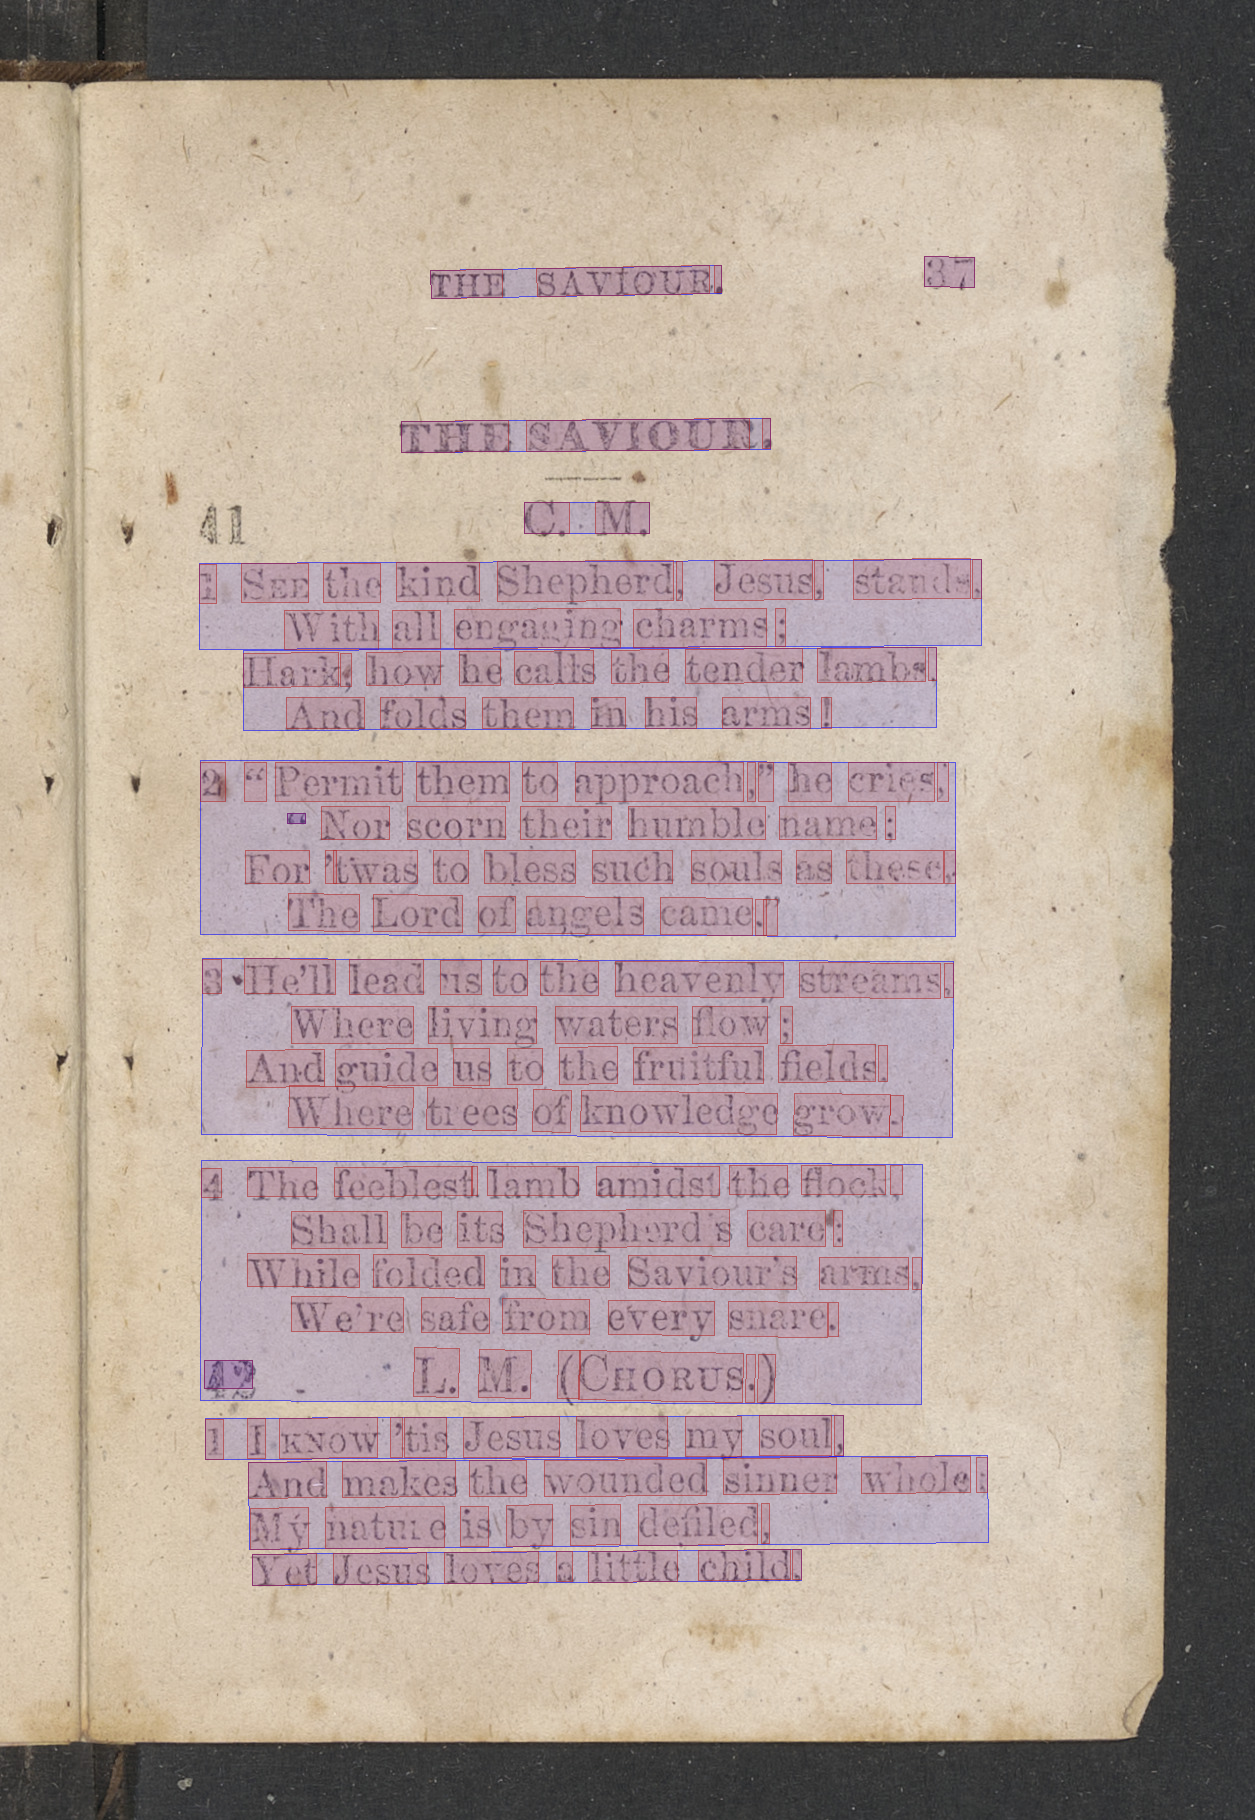 THE SAVIOUR. 37
THE SAVIOUR.
41 C. M.
1 SEE the kind Shepherd, Jesus, stands,
With all engaging charms;
Hark, how he calls the tender lambs,
And folds them in his arms!
2 “Permit them to approach,” he cries,
“Nor scorn their humble name;
For ’twas to bless such souls as these,
The Lord of angels came.”
3 He’ll lead us to the heavenly streams,
Where living waters flow;
And guide us to the fruitful fields,
Where trees of knowledge grow.
4 The feeblest lamb amidst the flock,
Shall be its Shepherd's care:
While folded in the Saviour’s arms,
We’re safe from every snare.
42 L. M. (CHORUS.)
1 I KNOW ’tis Jesus loves my soul,
And makes the wounded sinner whole:
My nature is by sin defiled,
Yet Jesus loves a little child.